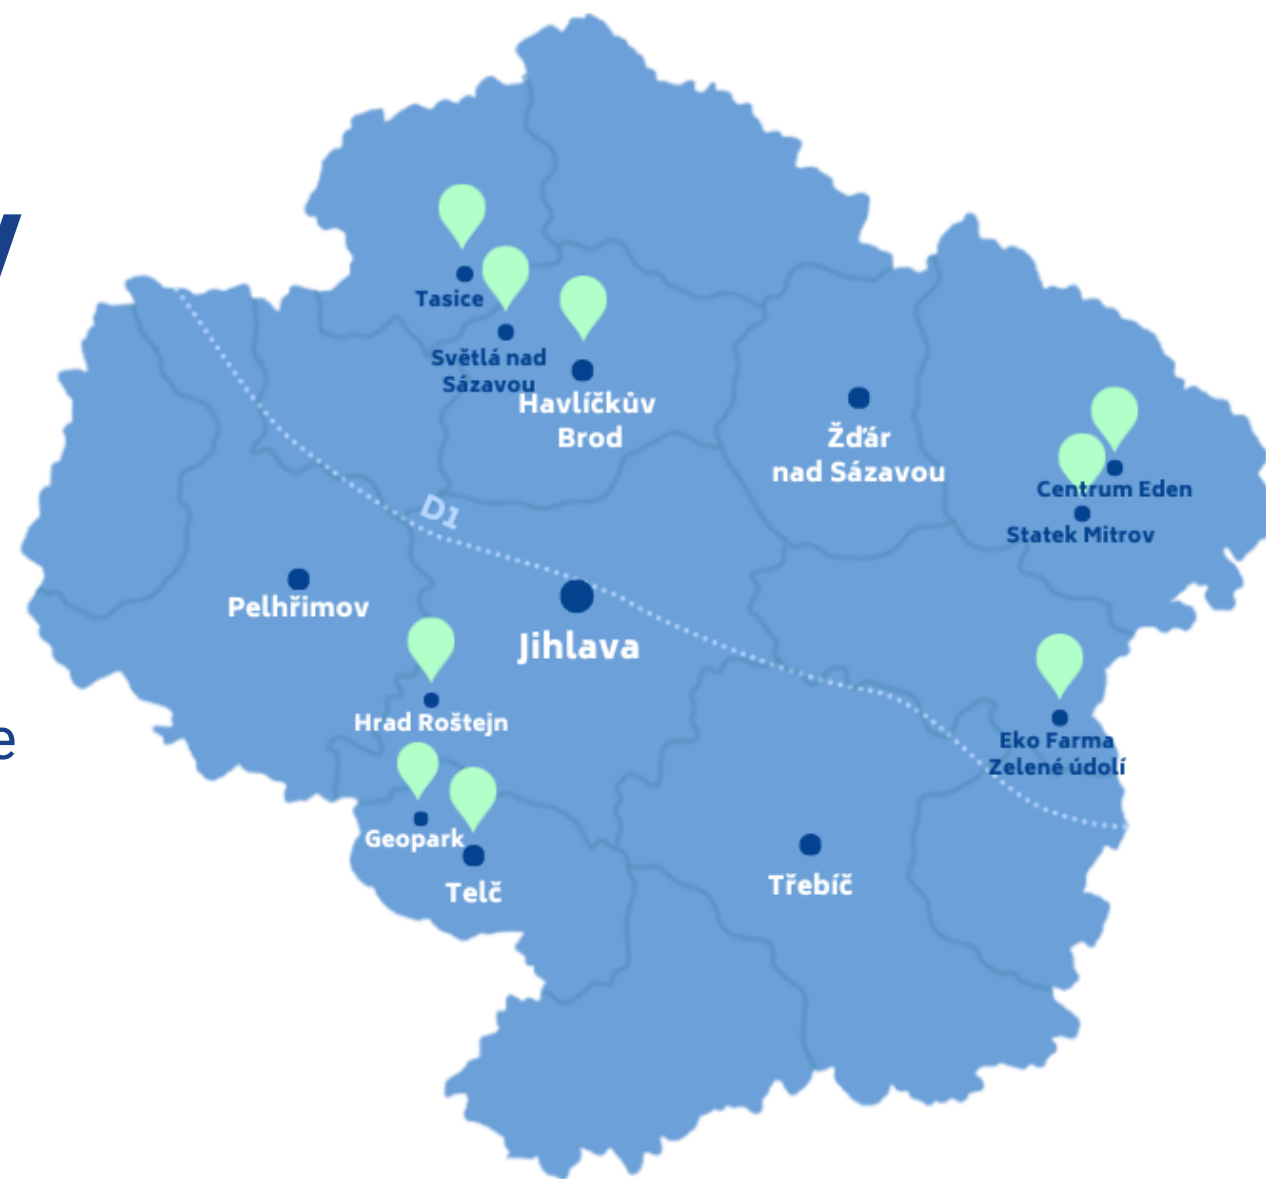 y
Tasice
Světlá nad
Sázavou
Havlíčkův
Brod
Žďár
nad Sázavou
Centrum Eden
Statek Mitrov
D1
Pelhřimov
Jihlava
Hrad Roštejn
Eko Farma
Zelené údolí
e
Geopark
Telč
Třebíč